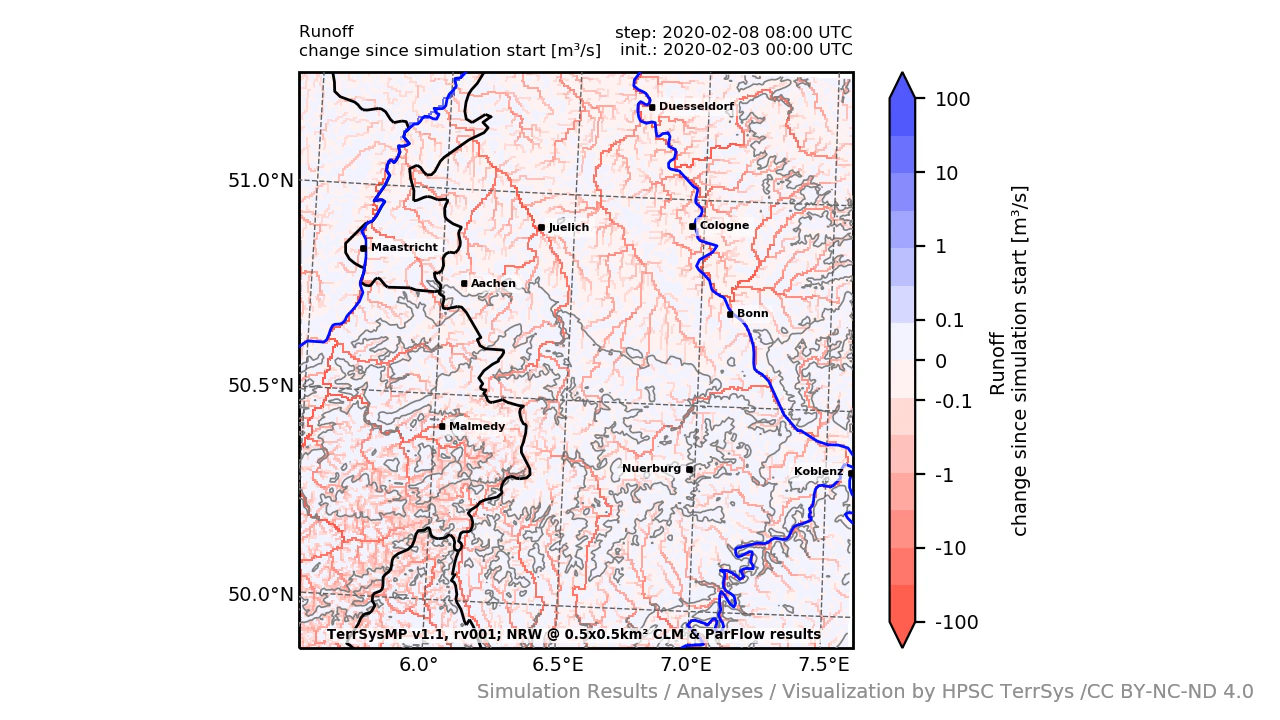 Runoff
change since simulation start [m³/s]
step: 2020-02-08 08:00 UTC
init.: 2020-02-03 00:00 UTC
Duesseldorf
Cologne
Juelich
Maastricht
Aachen
Bonn
Malmedy
Nuerburg
Koblenz
TerrSysMP v1.1, rv001; NRW @ 0.5x0.5km² CLM & ParFlow results
51.0°N
50.5°N
50.0°N
6.0°
6.5°E
7.0°E
7.5°E
100
10
1
0.1
0
-0.1
-1
-10
-100
Runoff
change since simulation start [m³/s]
Simulation Results / Analyses / Visualization by HPSC TerrSys /CC BY-NC-ND 4.0